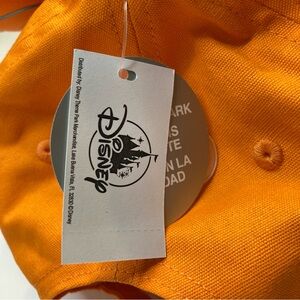 Disney
Distributed by: Disney Theme Park Merchandise, Lake Buena Vista, FL 32830 ©Disney
ARK
S
TE
N LA
DAD